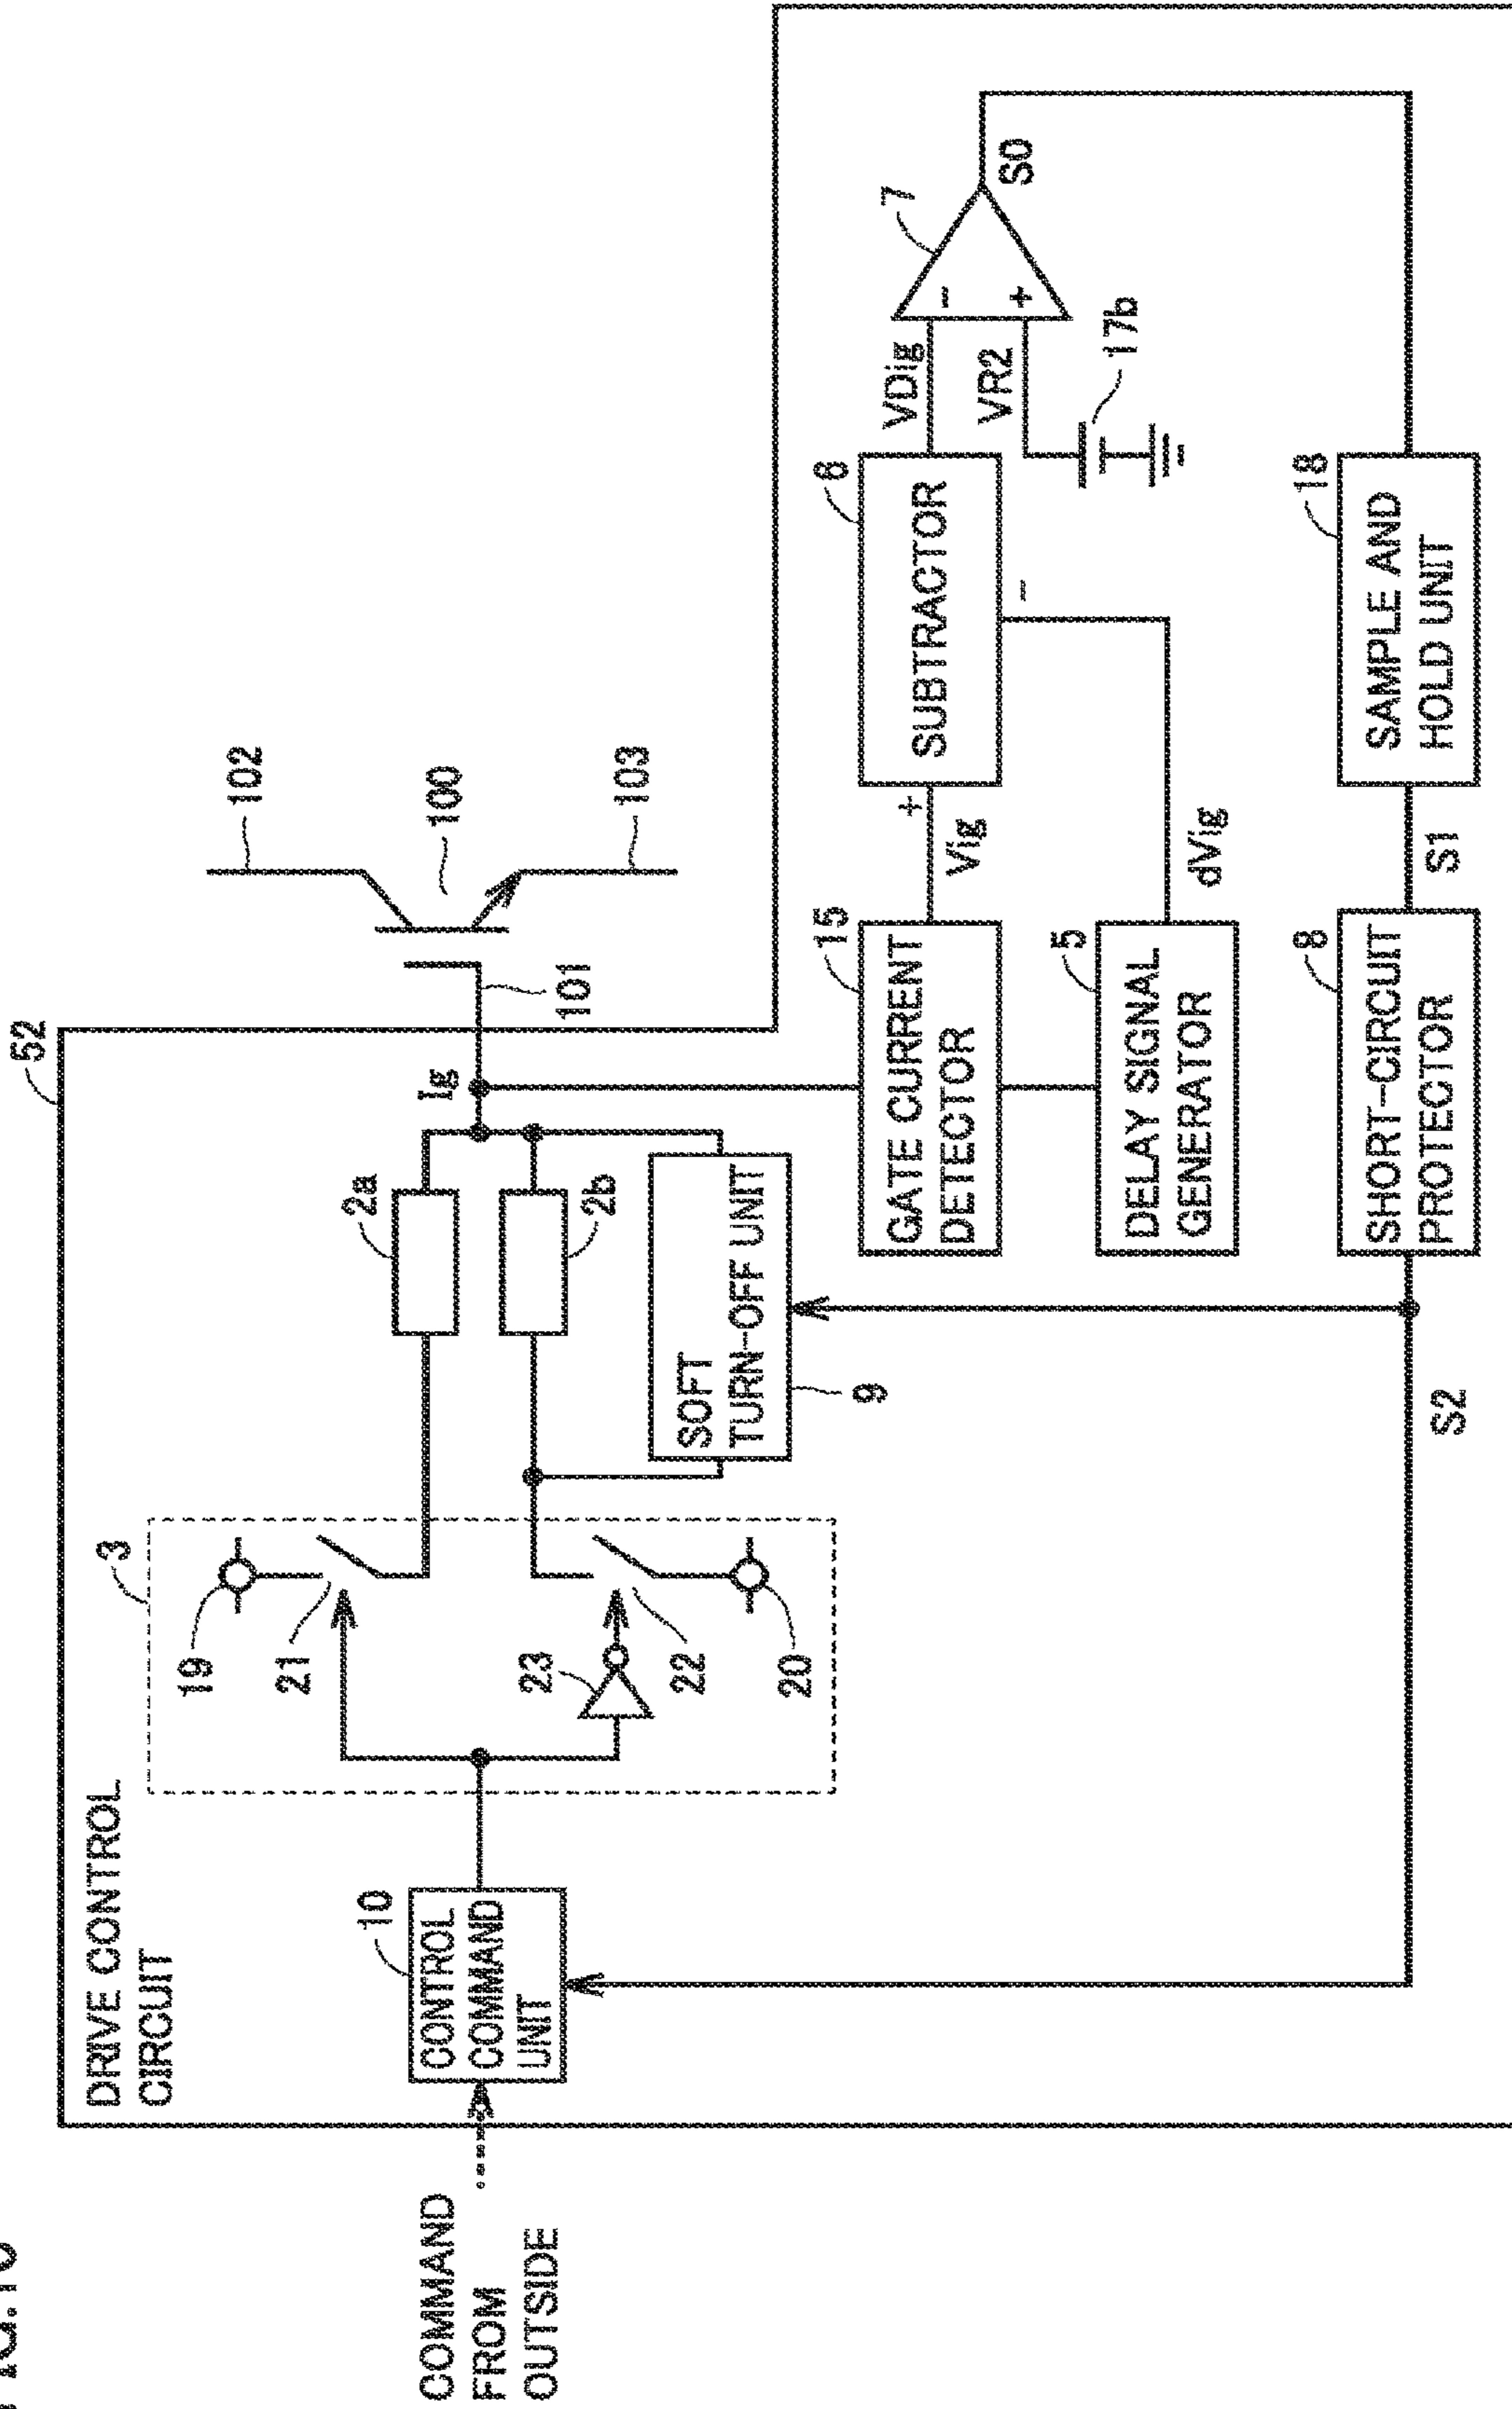 DRIVE CONTROL
CIRCUIT
52
COMMAND
FROM
OUTSIDE
10
CONTROL
COMMAND
UNIT
3
19
21
23
22
20
2a
2b
SOFT
TURN-OFF UNIT
9
Ig
101
102
100
103
15
GATE CURRENT
DETECTOR
+
Vig
SUBTRACTOR
-
VDig
VR2
17b
7
-
+
S0
5
DELAY SIGNAL
GENERATOR
dVig
8
SHORT-CIRCUIT
PROTECTOR
S1
18
SAMPLE AND
HOLD UNIT
S2